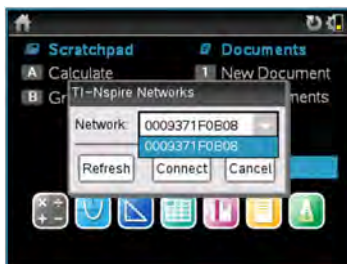 Scratchpad
Documents
A Calculate
1 New Document
B Gr
ments
TI-Nspire Networks
Network: 0009371F0B08
0009371F0B08
Refresh
Connect
Cancel